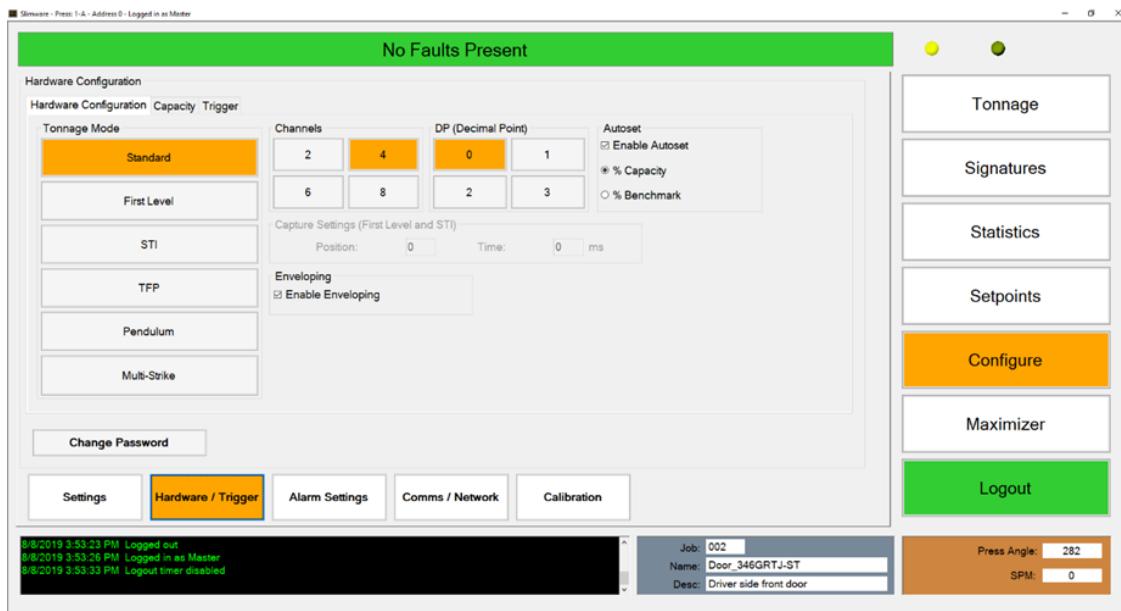 Slimware - Press: 1-A - Address 0 - Logged in as Master
No Faults Present
Hardware Configuration
Hardware Configuration Capacity Trigger
Tonnage Mode
Standard
First Level
STI
TFP
Pendulum
Multi-Strike
Channels
2 4
6 8
DP (Decimal Point)
0 1
2 3
Autoset
Enable Autoset
% Capacity
% Benchmark
Capture Settings (First Level and STI)
Position: 0 Time: 0 ms
Enveloping
Enable Enveloping
Change Password
Settings Hardware / Trigger Alarm Settings Comms / Network Calibration
Tonnage
Signatures
Statistics
Setpoints
Configure
Maximizer
Logout
8/8/2019 3:53:23 PM Logged out
8/8/2019 3:53:26 PM Logged in as Master
8/8/2019 3:53:33 PM Logout timer disabled
Job: 002
Name: Door_346GRTJ-ST
Desc: Driver side front door
Press Angle: 282
SPM: 0